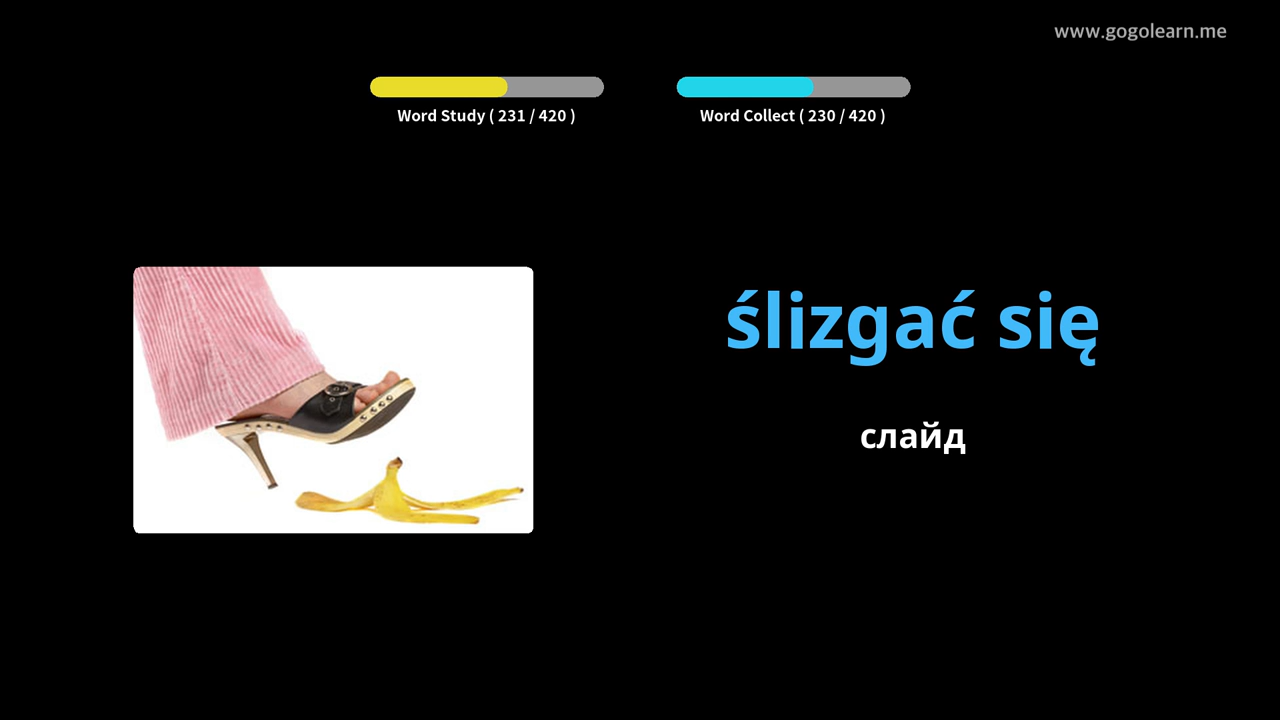 www.gogolearn.me
Word Study ( 231 / 420 )
Word Collect ( 230 / 420 )
ślizgać się
слайд